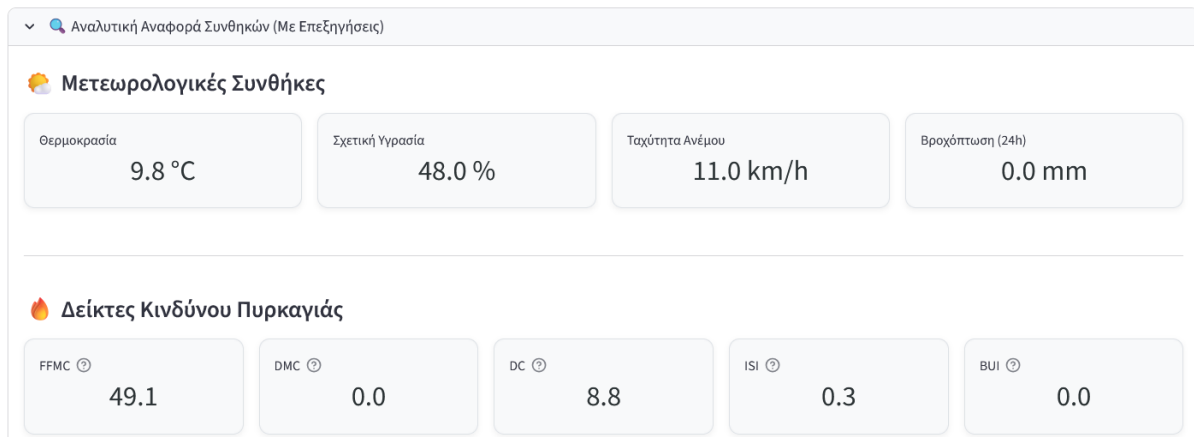 Αναλυτική Αναφορά Συνθηκών (Με Επεξηγήσεις)
Μετεωρολογικές Συνθήκες
Θερμοκρασία
9.8 °C
Σχετική Υγρασία
48.0 %
Ταχύτητα Ανέμου
11.0 km/h
Βροχόπτωση (24h)
0.0 mm
Δείκτες Κινδύνου Πυρκαγιάς
FFMC
49.1
DMC
0.0
DC
8.8
ISI
0.3
BUI
0.0